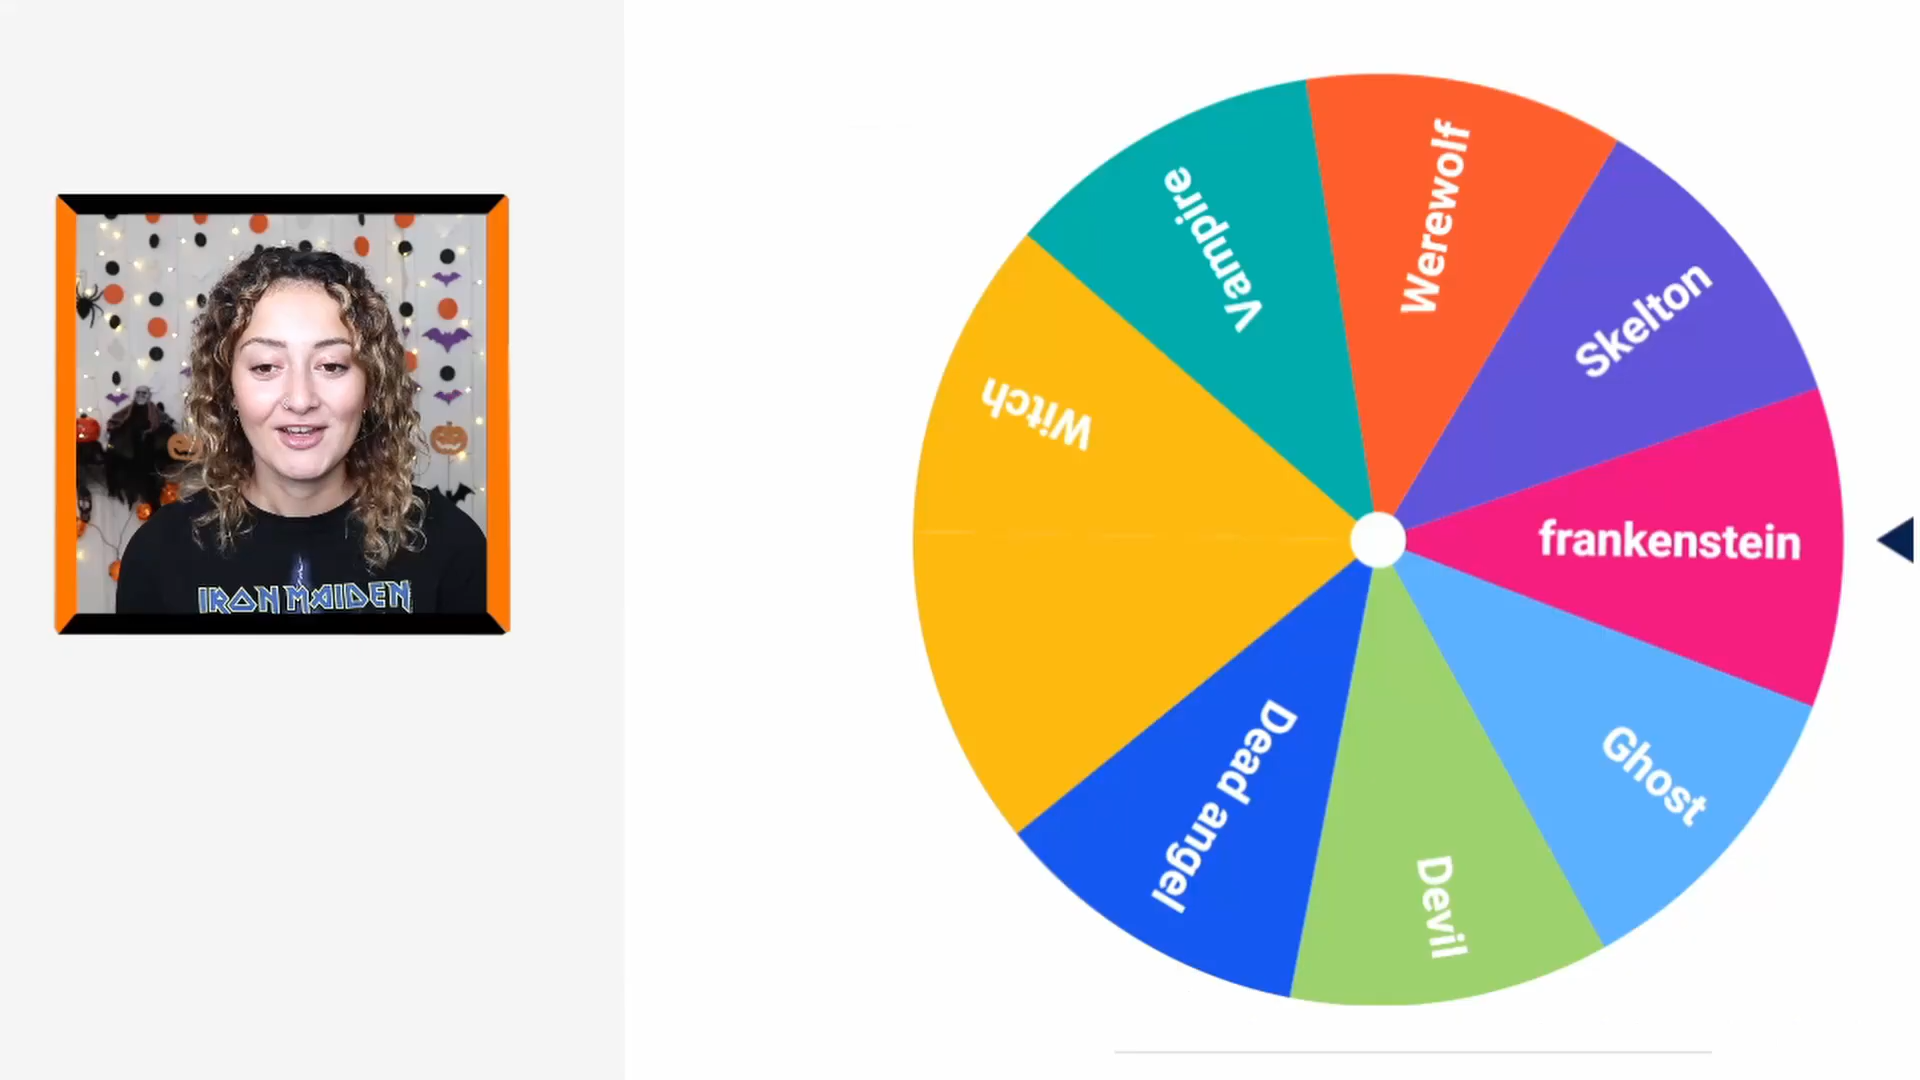 IRON MAIDEN
Werewolf
Skelton
frankenstein
Ghost
Devil
Dead angel
Witch
Vampire